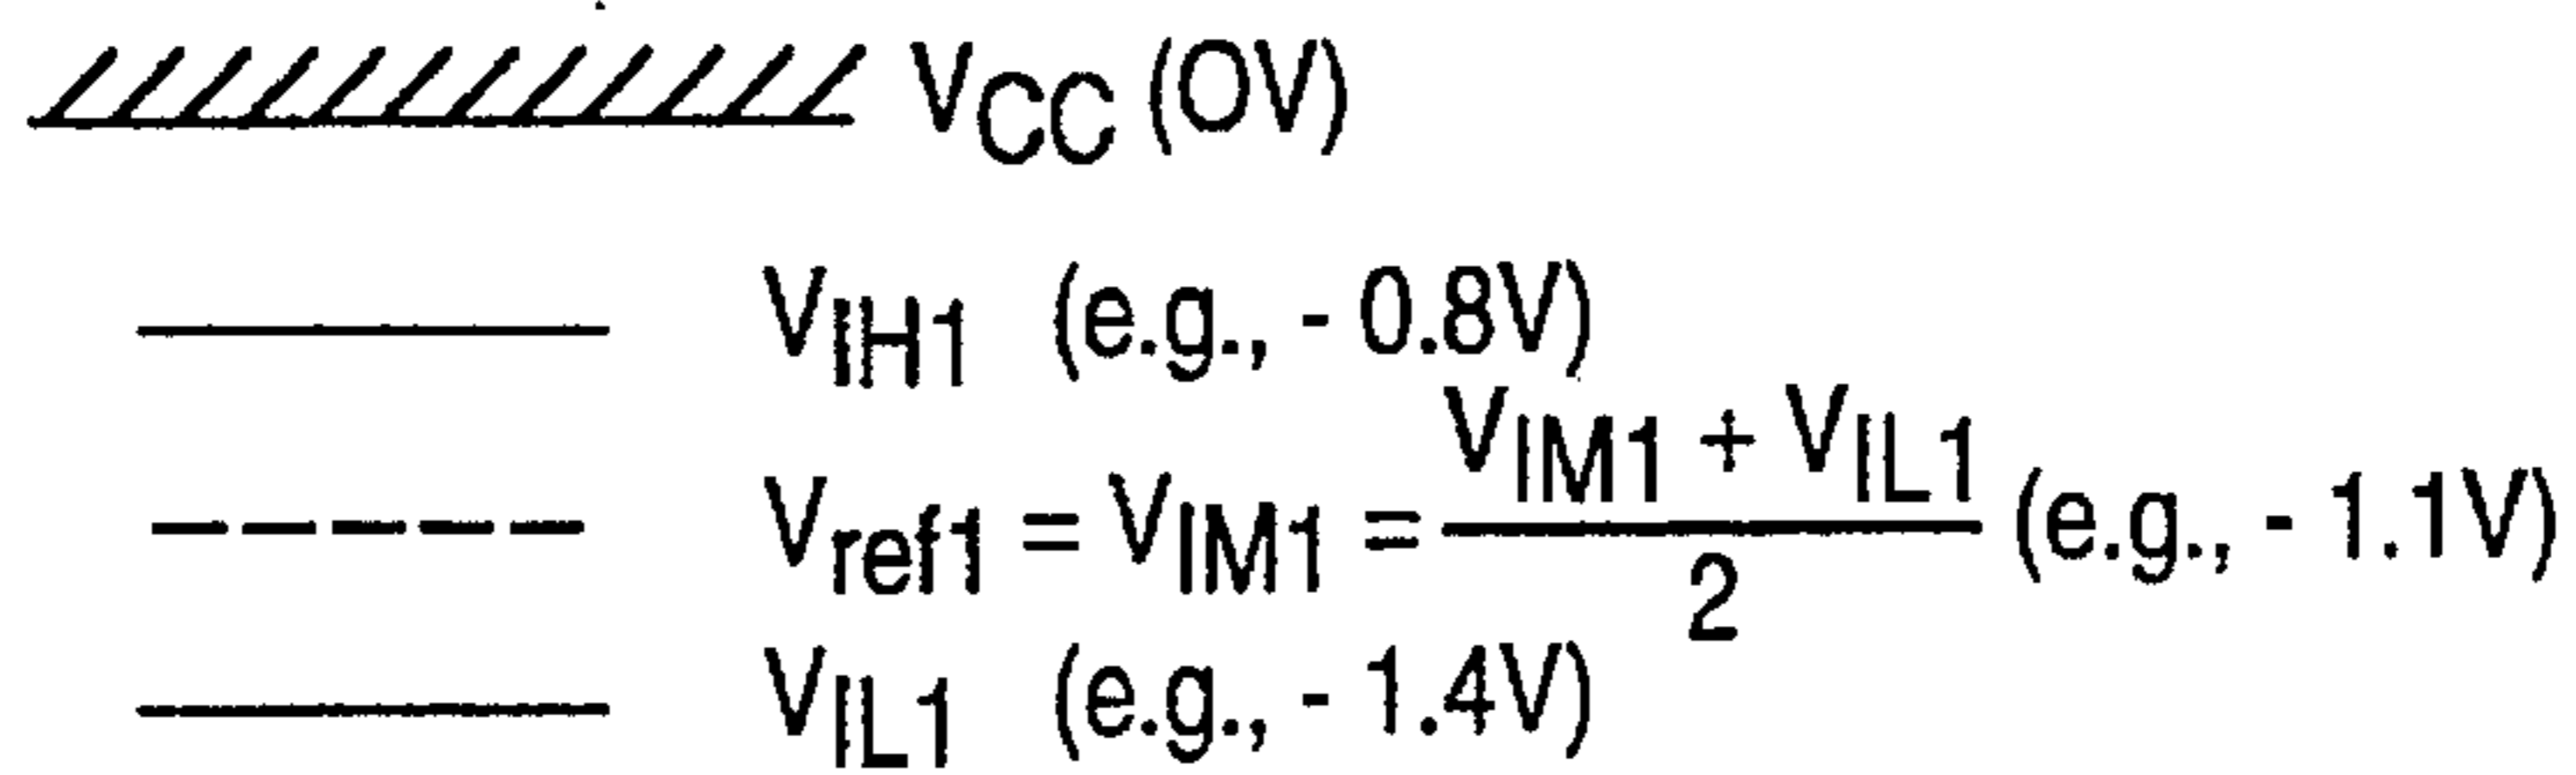 VCC (OV)
VIH1 (e.g., - 0.8V)
Vref1 = VIM1 = VIM1 + VIL1 / 2 (e.g., - 1.1V)
VIL1 (e.g., - 1.4V)